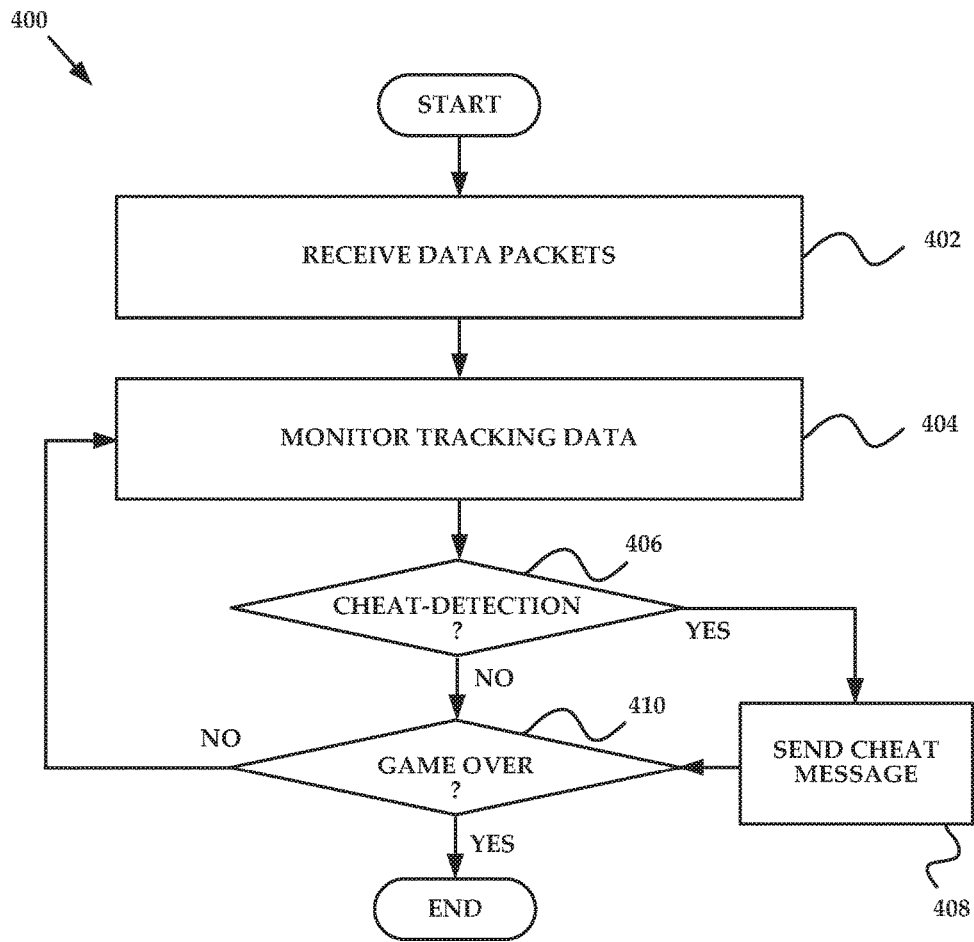 400
START
RECEIVE DATA PACKETS
402
MONITOR TRACKING DATA
404
406
CHEAT-DETECTION
?
YES
NO
410
NO
GAME OVER
?
SEND CHEAT
MESSAGE
YES
408
END